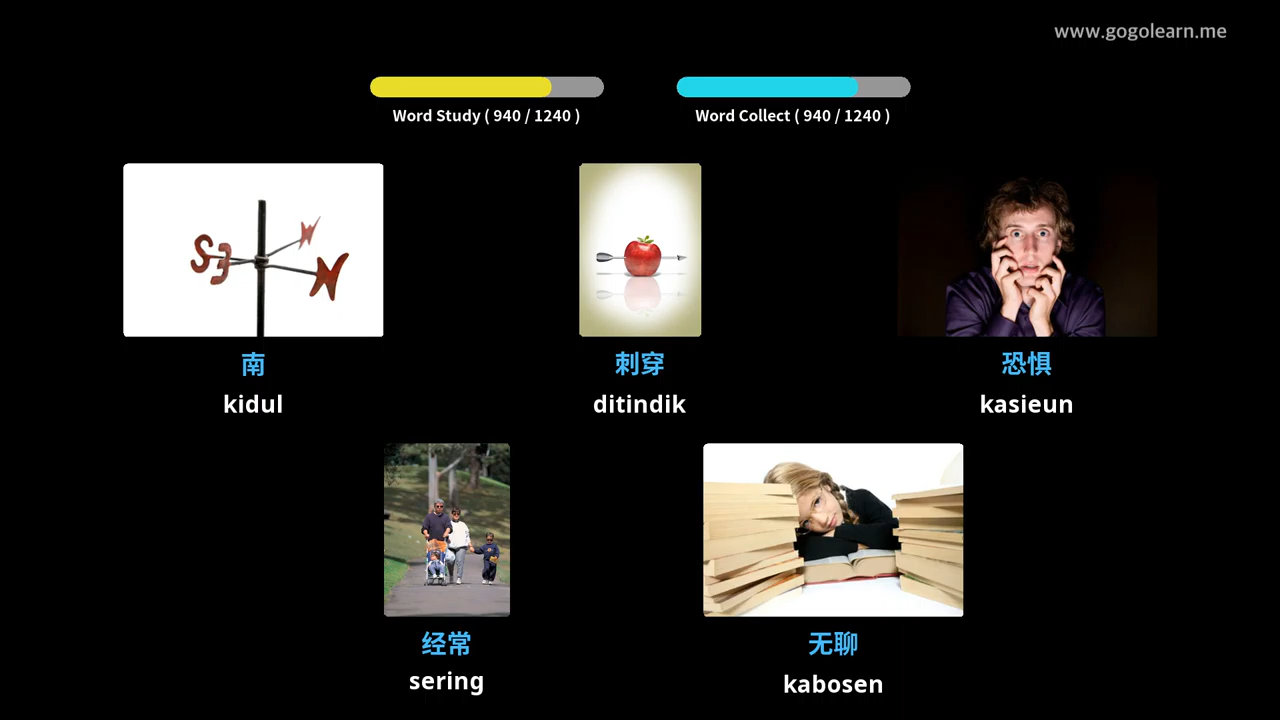 www.gogolearn.me
Word Study ( 940 / 1240 )
Word Collect ( 940 / 1240 )
S
E
N
W
南
kidul
刺穿
ditindik
恐惧
kasieun
经常
sering
无聊
kabosen